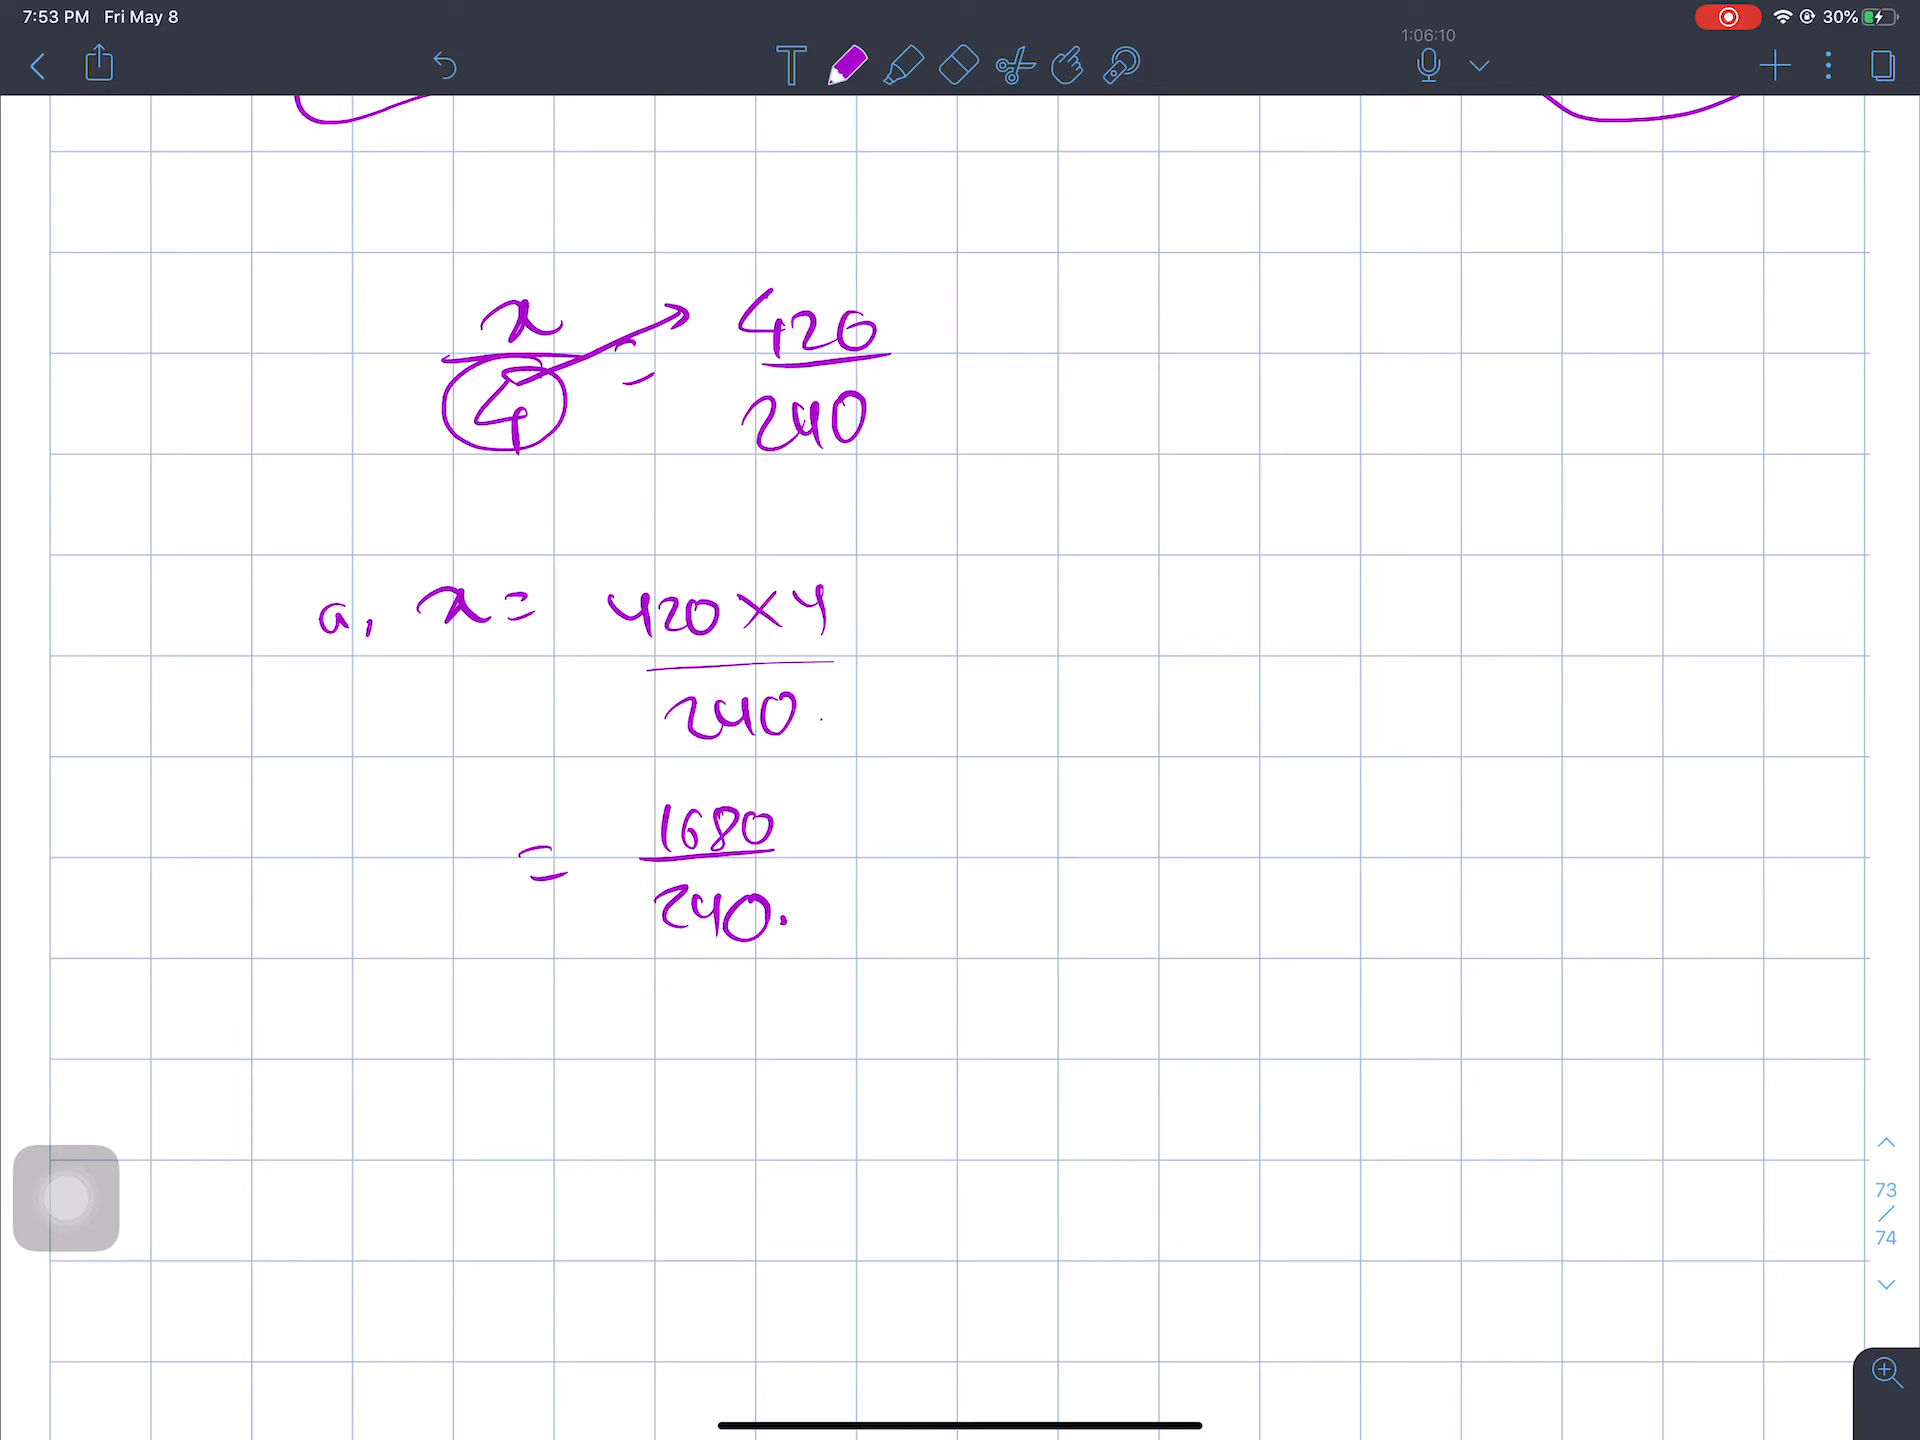 7:53 PM Fri May 8
30%
1:06:10
T
x/4 = 420/240
a, x = 420 × 4
240.
= 1680
240.
73
/
74